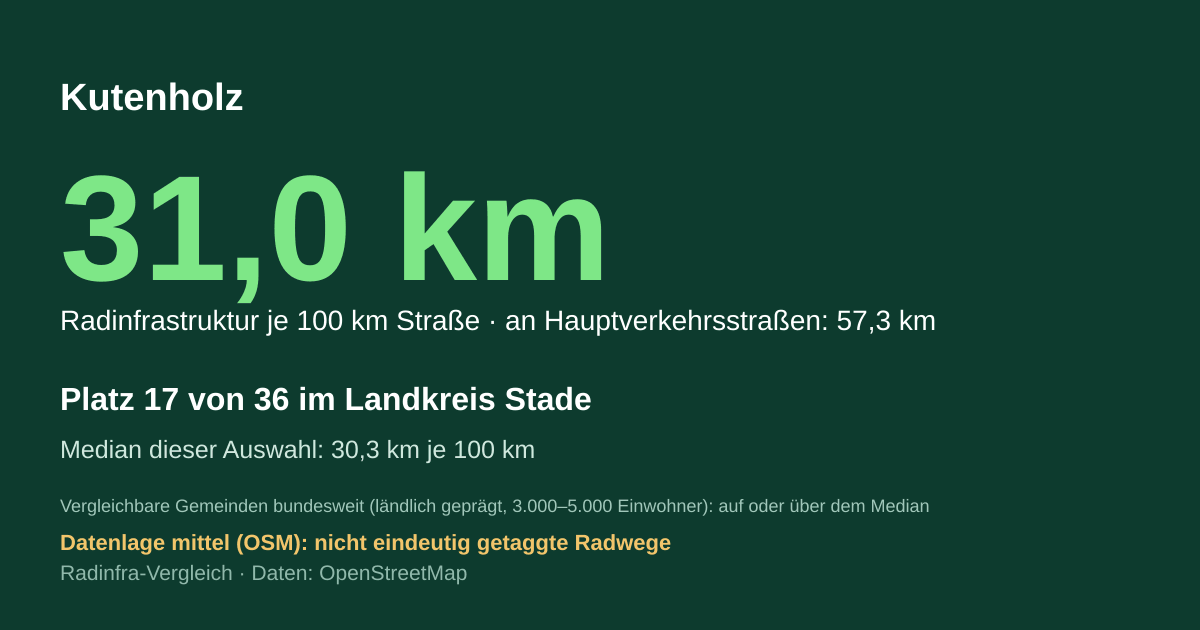 Kutenholz
31,0 km
Radinfrastruktur je 100 km Straße · an Hauptverkehrsstraßen: 57,3 km
Platz 17 von 36 im Landkreis Stade
Median dieser Auswahl: 30,3 km je 100 km
Vergleichbare Gemeinden bundesweit (ländlich geprägt, 3.000–5.000 Einwohner): auf oder über dem Median
Datenlage mittel (OSM): nicht eindeutig getaggte Radwege
Radinfra-Vergleich · Daten: OpenStreetMap